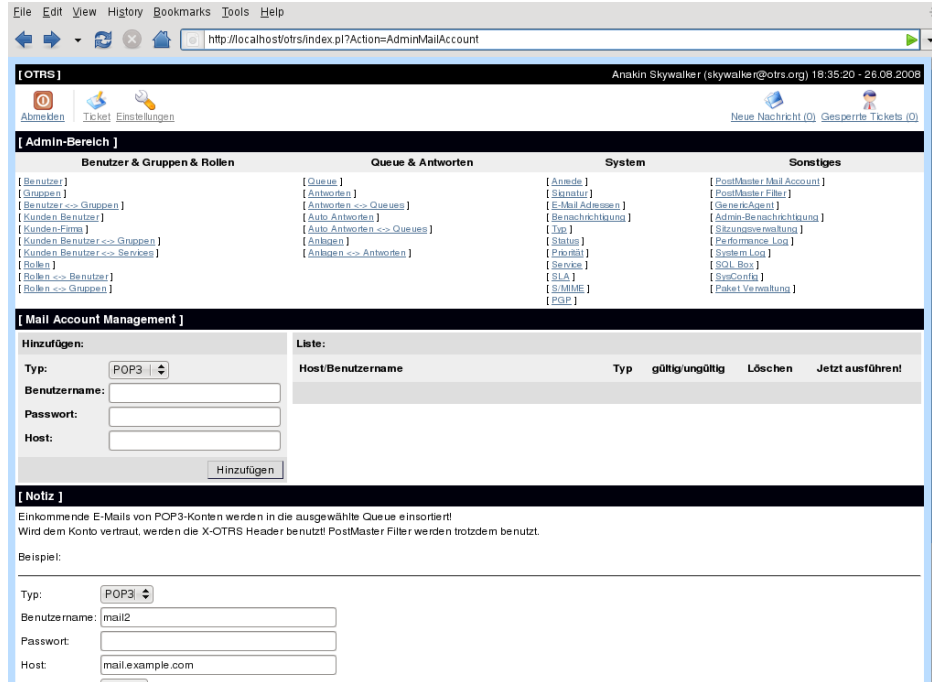 File Edit View History Bookmarks Tools Help
http://localhost/otrs/index.pl?Action=AdminMailAccount
[ OTRS ] Anakin Skywalker (skywalker@otrs.org) 18:35:20 - 26.08.2008
Abmelden Ticket Einstellungen Neue Nachricht (0) Gesperrte Tickets (0)
[ Admin-Bereich ]
Benutzer & Gruppen & Rollen Queue & Antworten System Sonstiges
[ Benutzer ] [ Queue ] [ Anrede ] [ PostMaster Mail Account ]
[ Gruppen ] [ Antworten ] [ Signatur ] [ PostMaster Filter ]
[ Benutzer <-> Gruppen ] [ Antworten <-> Queues ] [ E-Mail Adressen ] [ GenericAgent ]
[ Kunden Benutzer ] [ Auto Antworten ] [ Benachrichtigung ] [ Admin-Benachrichtigung ]
[ Kunden-Firma ] [ Auto Antworten <-> Queues ] [ Typ ] [ Sitzungsverwaltung ]
[ Kunden Benutzer <-> Gruppen ] [ Anlagen ] [ Status ] [ Performance Log ]
[ Kunden Benutzer <-> Services ] [ Anlagen <-> Antworten ] [ Priorität ] [ System Log ]
[ Rollen ] [ Service ] [ SQL Box ]
[ Rollen <-> Benutzer ] [ SLA ] [ SysConfig ]
[ Rollen <-> Gruppen ] [ S/MIME ] [ Paket Verwaltung ]
[ PGP ]
[ Mail Account Management ]
Hinzufügen: Liste:
Typ: POP3 Host/Benutzername Typ gültig/ungültig Löschen Jetzt ausführen!
Benutzername:
Passwort:
Host:
Hinzufügen
[ Notiz ]
Einkommende E-Mails von POP3-Konten werden in die ausgewählte Queue einsortiert!
Wird dem Konto vertraut, werden die X-OTRS Header benutzt! PostMaster Filter werden trotzdem benutzt.
Beispiel:
Typ: POP3
Benutzername: mail2
Passwort:
Host: mail.example.com